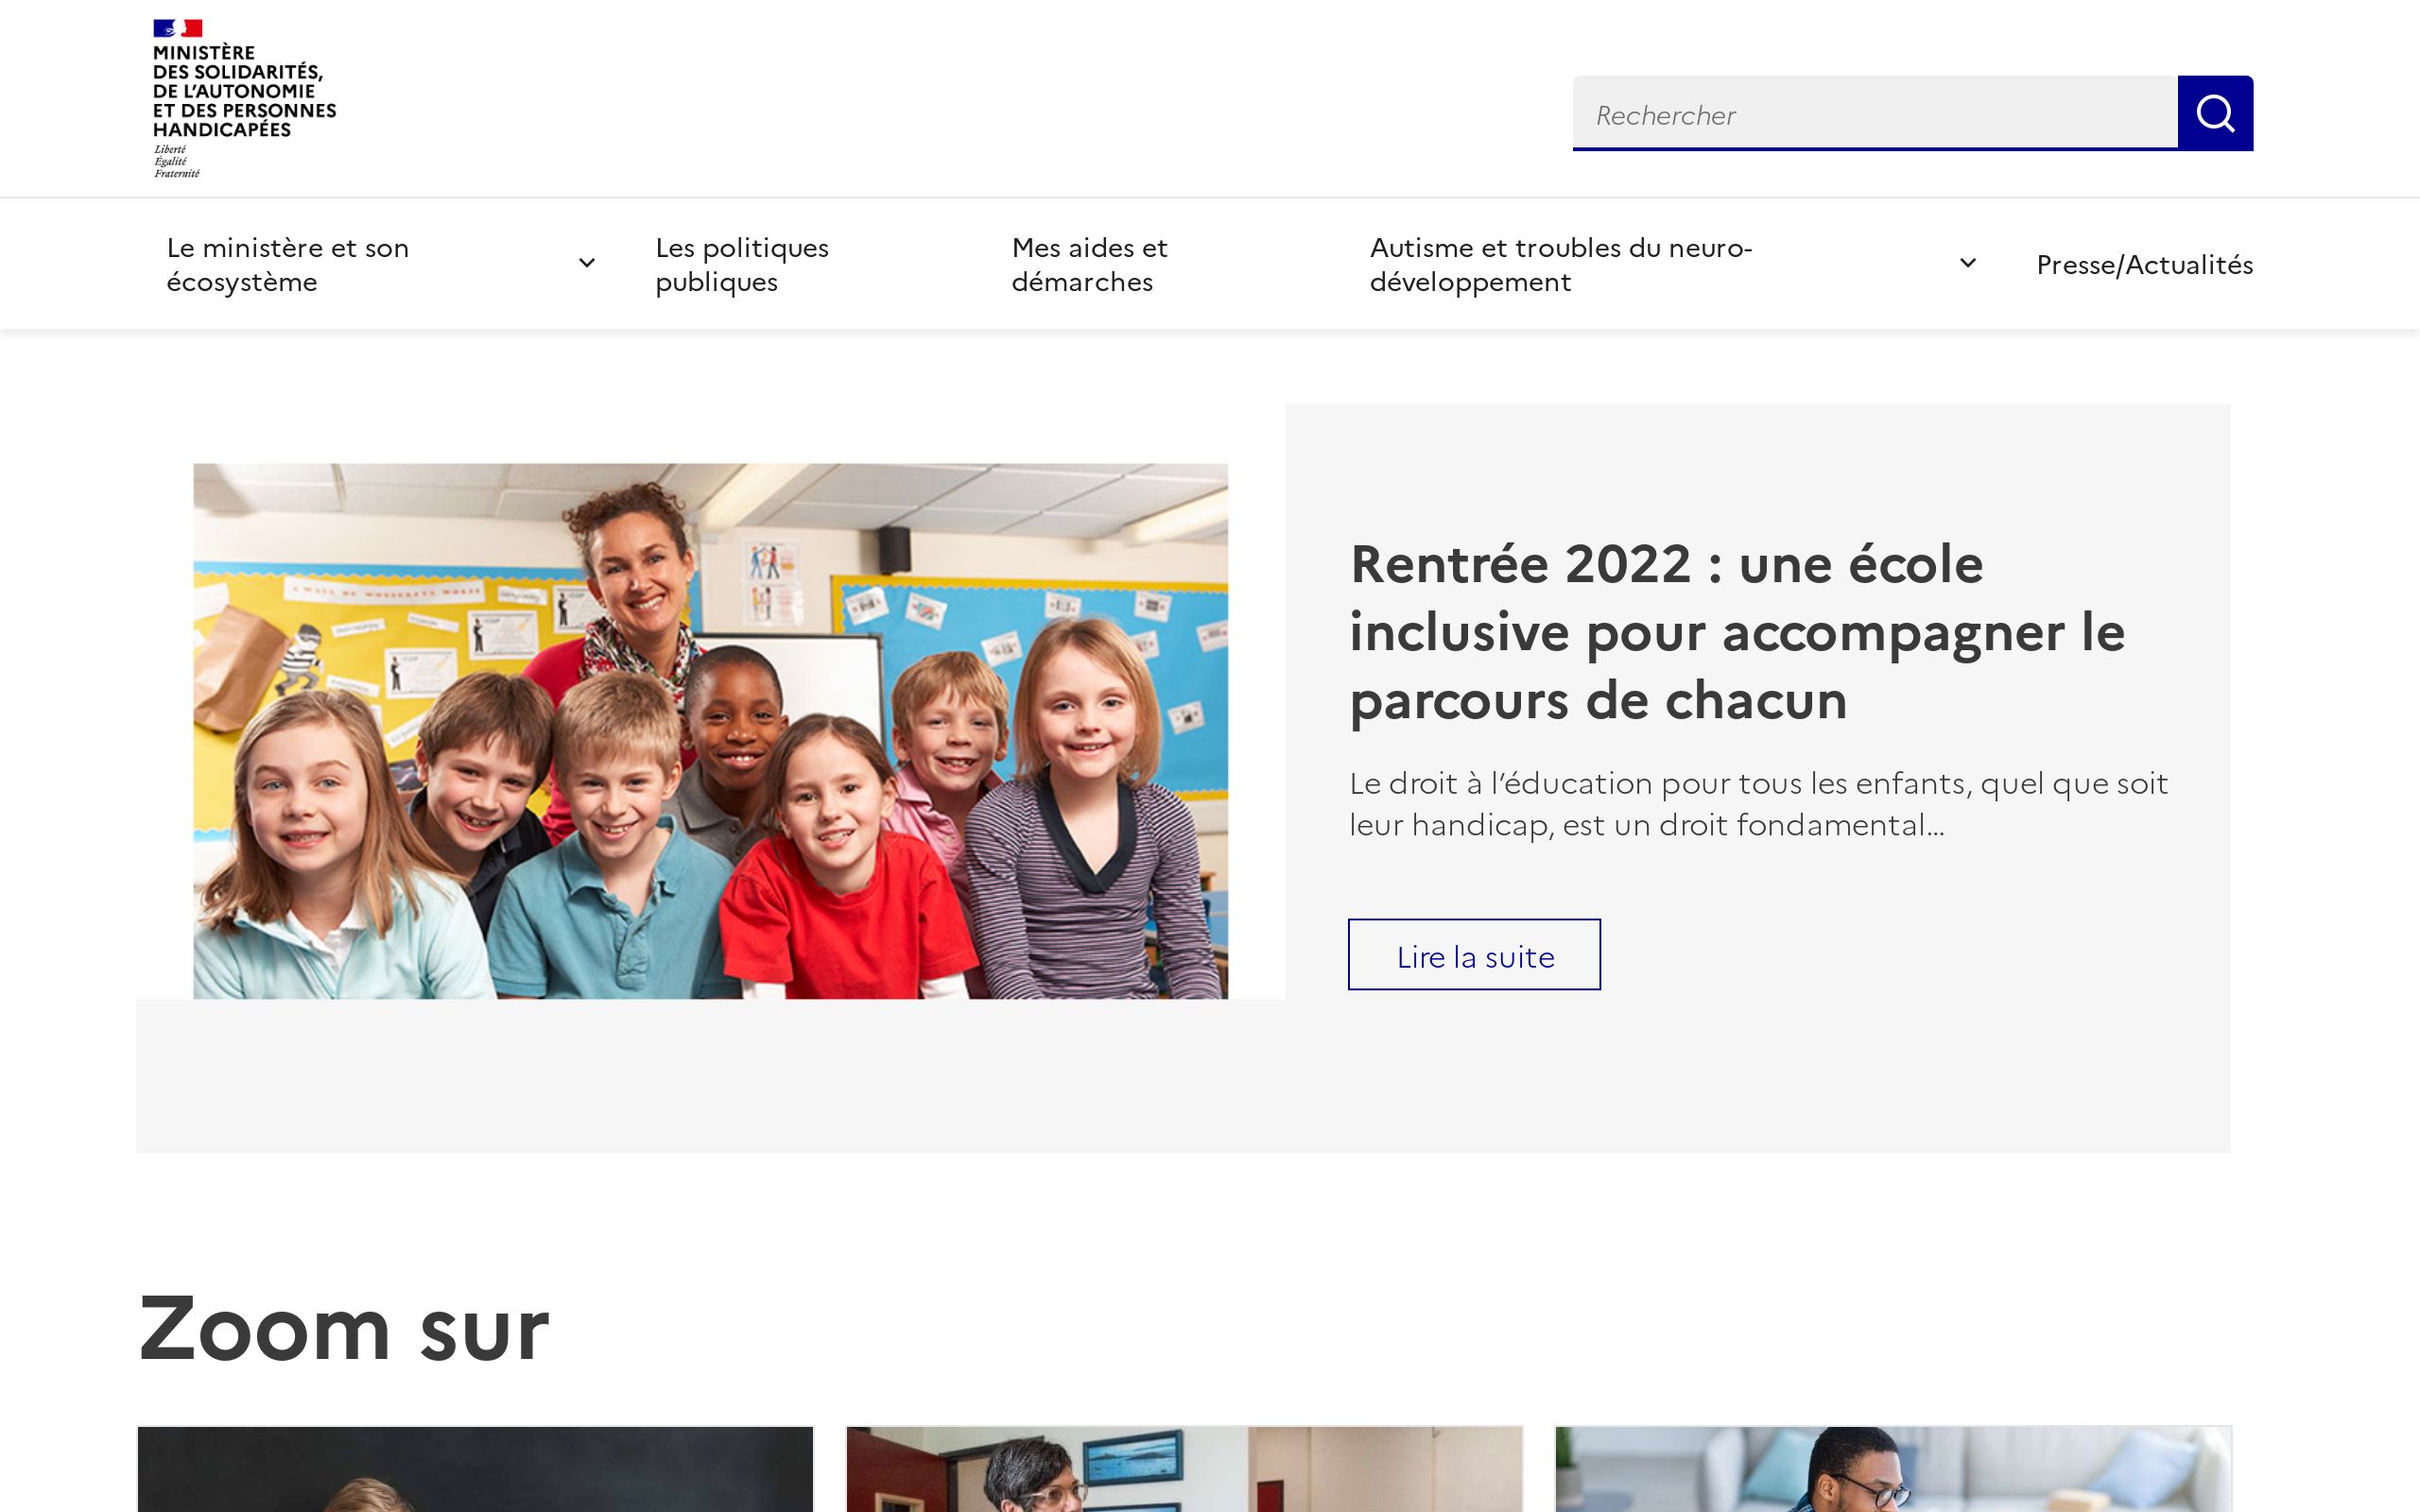 MINISTÈRE
DES SOLIDARITÉS,
DE L'AUTONOMIE
ET DES PERSONNES
HANDICAPÉES
Liberté
Égalité
Fraternité
Rechercher
Le ministère et son
écosystème
Les politiques
publiques
Mes aides et
démarches
Autisme et troubles du neuro-
développement
Presse/Actualités
Rentrée 2022 : une école
inclusive pour accompagner le
parcours de chacun
Le droit à l’éducation pour tous les enfants, quel que soit
leur handicap, est un droit fondamental…
Lire la suite
Zoom sur